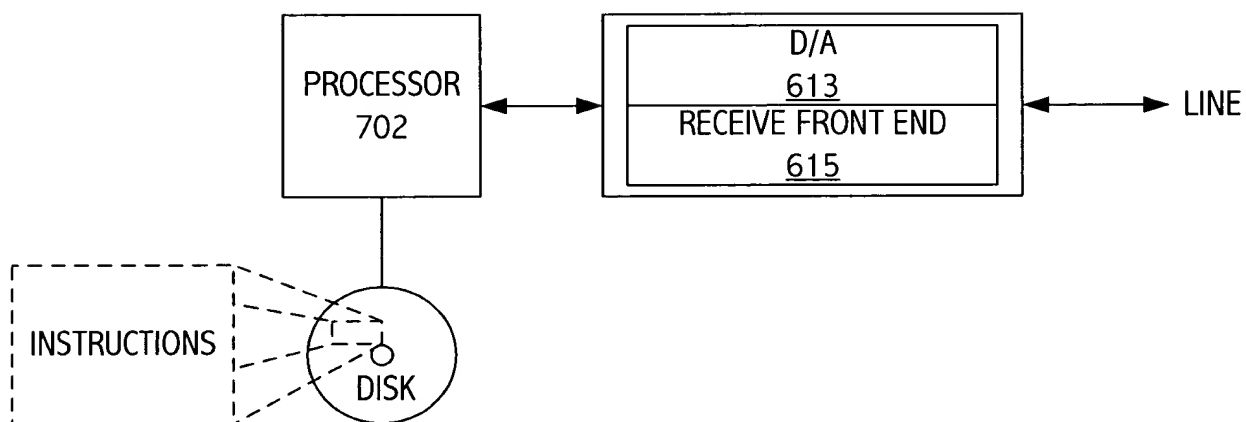 PROCESSOR
702
D/A
613
RECEIVE FRONT END
615
LINE
INSTRUCTIONS
DISK